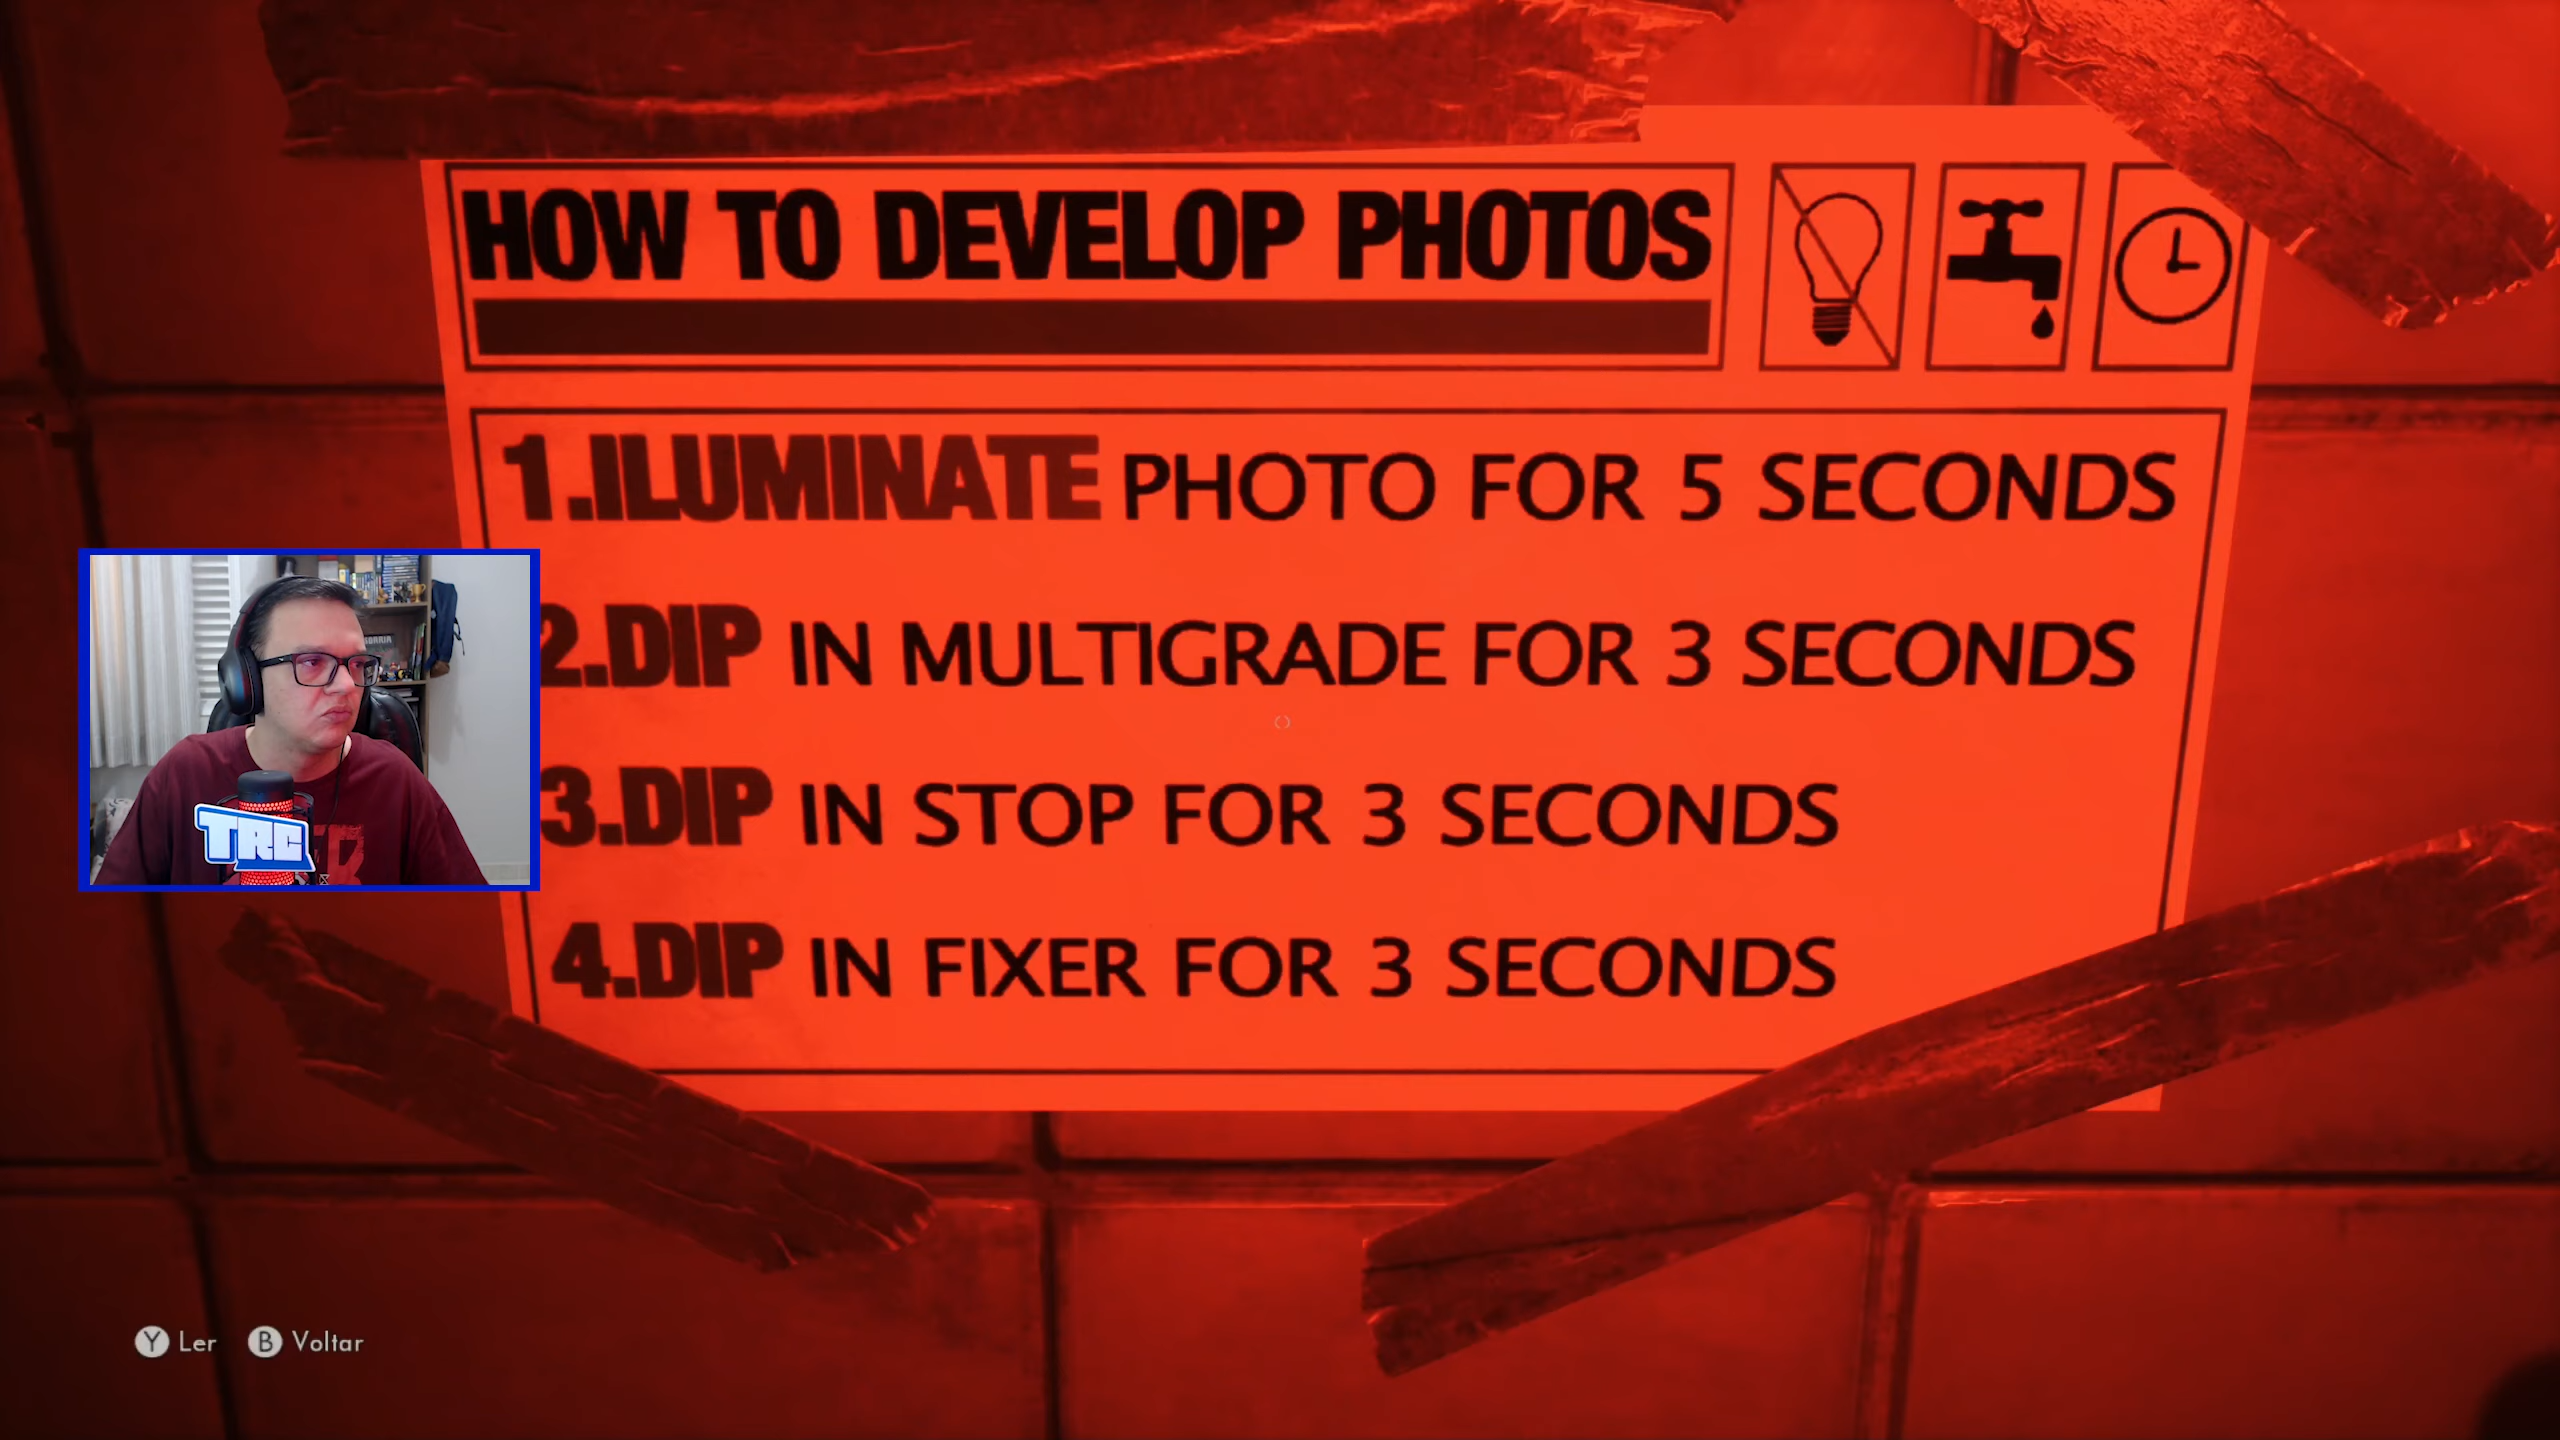 HOW TO DEVELOP PHOTOS
1.ILUMINATE PHOTO FOR 5 SECONDS
2.DIP IN MULTIGRADE FOR 3 SECONDS
3.DIP IN STOP FOR 3 SECONDS
4.DIP IN FIXER FOR 3 SECONDS
TRC
Y Ler B Voltar